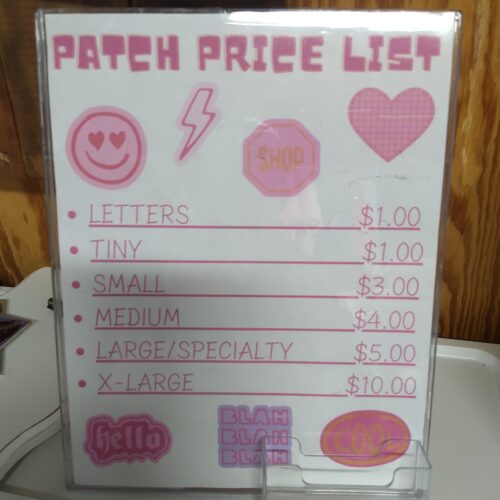 PATCH PRICE LIST
SHOP
LETTERS $1.00
TINY $1.00
SMALL $3.00
MEDIUM $4.00
LARGE/SPECIALTY $5.00
X-LARGE $10.00
hello
BLAH
BLAH
BLAH
COOL